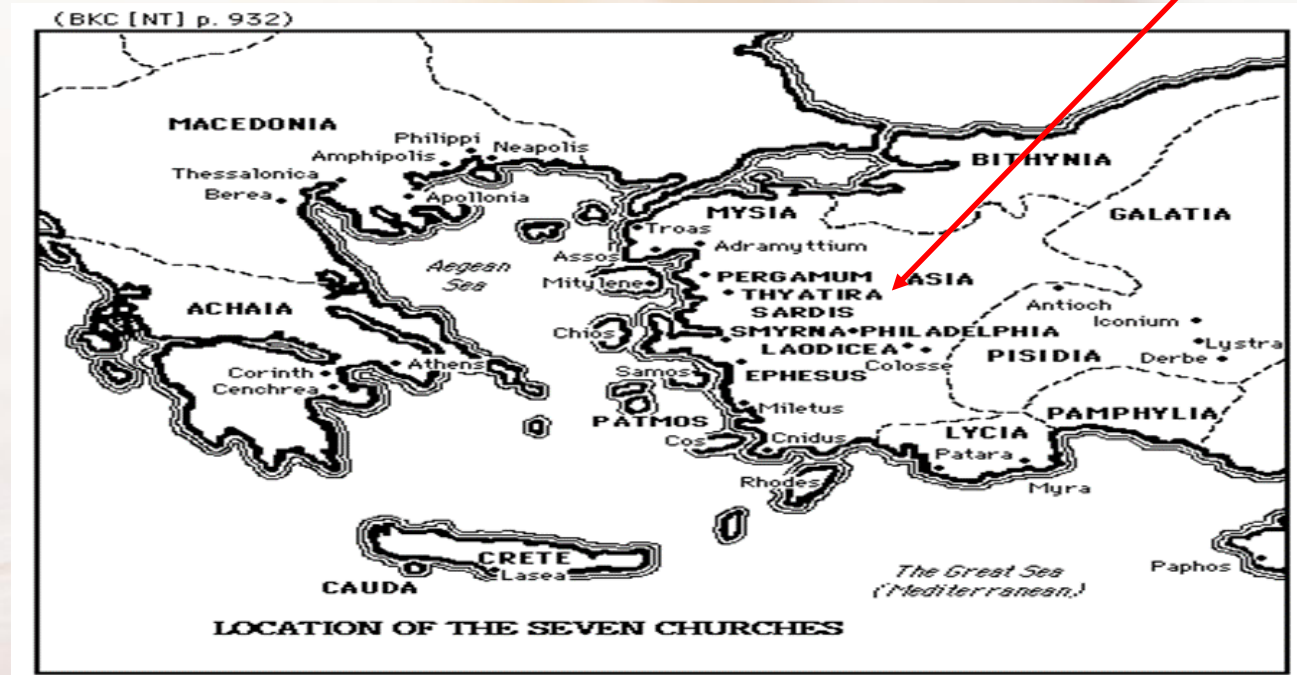 (BKC [NT] p. 932)
MACEDONIA
Philippi
Neapolis
Amphipolis
Thessalonica
Berea
Apollonia
BITHYNIA
MYSIA
GALATIA
Troas
Adramyttium
Assos
Aegean
Sea
Mitylene
PERGAMUM
ASIA
THYATIRA
SARDIS
Antioch
Iconium
ACHAIA
Chios
SMYRNA
PHILADELPHIA
Lystra
LAODICEA
Colosse
PISIDIA
Derbe
Athens
Corinth
Cenchrea
Samos
EPHESUS
Miletus
PATMOS
PAMPHYLIA
Cos
Cnidus
LYCIA
Patara
Rhodes
Myra
CRETE
Lasea
CAUDA
The Great Sea
(Mediterranean)
Paphos
LOCATION OF THE SEVEN CHURCHES